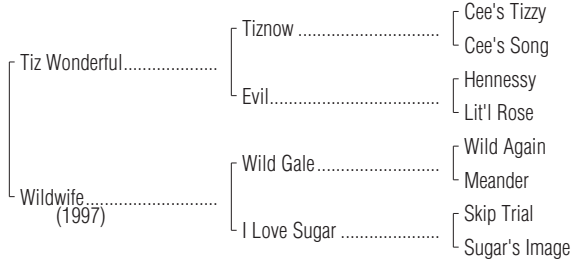 Cee's Tizzy
Tiznow ..................................
Cee's Song
Tiz Wonderful.....................
Hennessy
Evil.........................................
Lit'l Rose
Wild Again
Wild Gale..............................
Meander
Wildwife.............................
(1997)
Skip Trial
I Love Sugar .......................
Sugar's Image